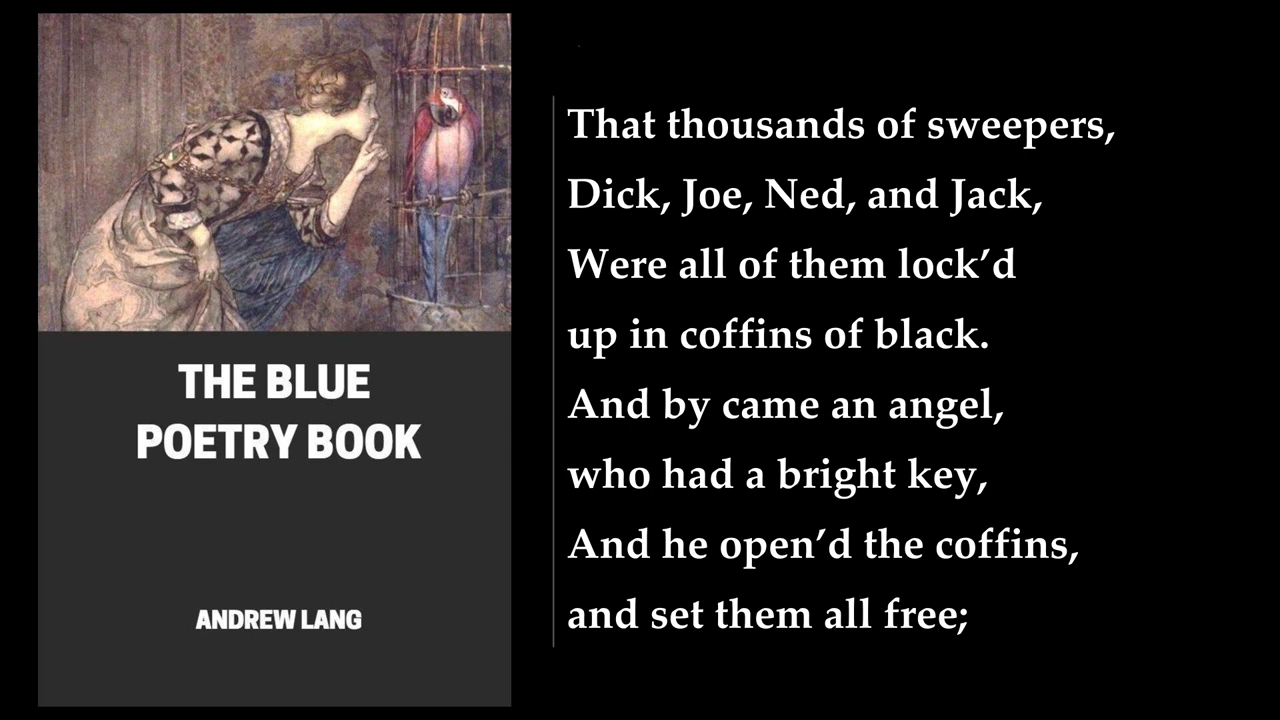 THE BLUE
POETRY BOOK
ANDREW LANG
That thousands of sweepers,
Dick, Joe, Ned, and Jack,
Were all of them lock’d
up in coffins of black.
And by came an angel,
who had a bright key,
And he open’d the coffins,
and set them all free;